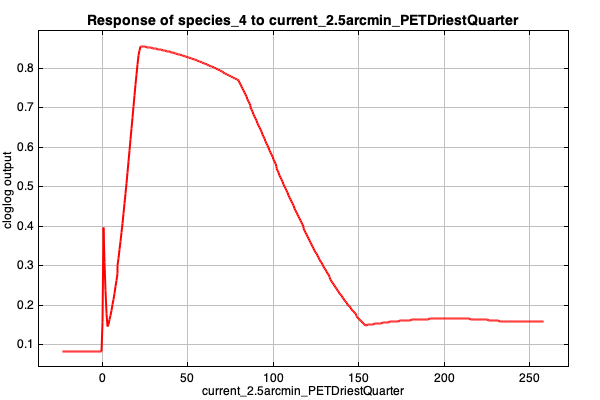 Response of species_4 to current_2.5arcmin_PETDriestQuarter
cloglog output
0.8
0.7
0.6
0.5
0.4
0.3
0.2
0.1
0 50 100 150 200 250
current_2.5arcmin_PETDriestQuarter